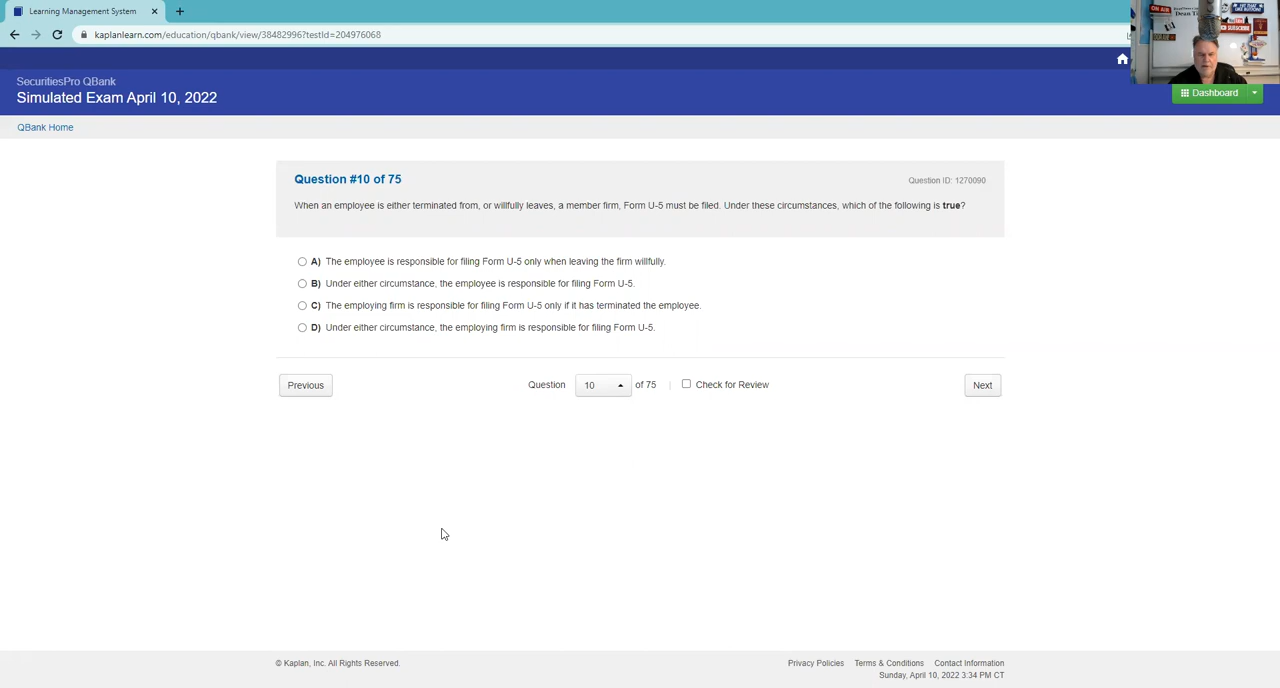 Learning Management System
kaplanlearn.com/education/qbank/view/38482996?testId=204976068
ON AIR
SecuritiesPro QBank
Simulated Exam April 10, 2022
Dashboard
QBank Home
Question #10 of 75
Question ID: 1270090
When an employee is either terminated from, or willfully leaves, a member firm, Form U-5 must be filed. Under these circumstances, which of the following is true?
A) The employee is responsible for filing Form U-5 only when leaving the firm willfully.
B) Under either circumstance, the employee is responsible for filing Form U-5.
C) The employing firm is responsible for filing Form U-5 only if it has terminated the employee.
D) Under either circumstance, the employing firm is responsible for filing Form U-5.
Previous
Question 10 of 75 | Check for Review
Next
© Kaplan, Inc. All Rights Reserved.
Privacy Policies Terms & Conditions Contact Information
Sunday, April 10, 2022 3:34 PM CT